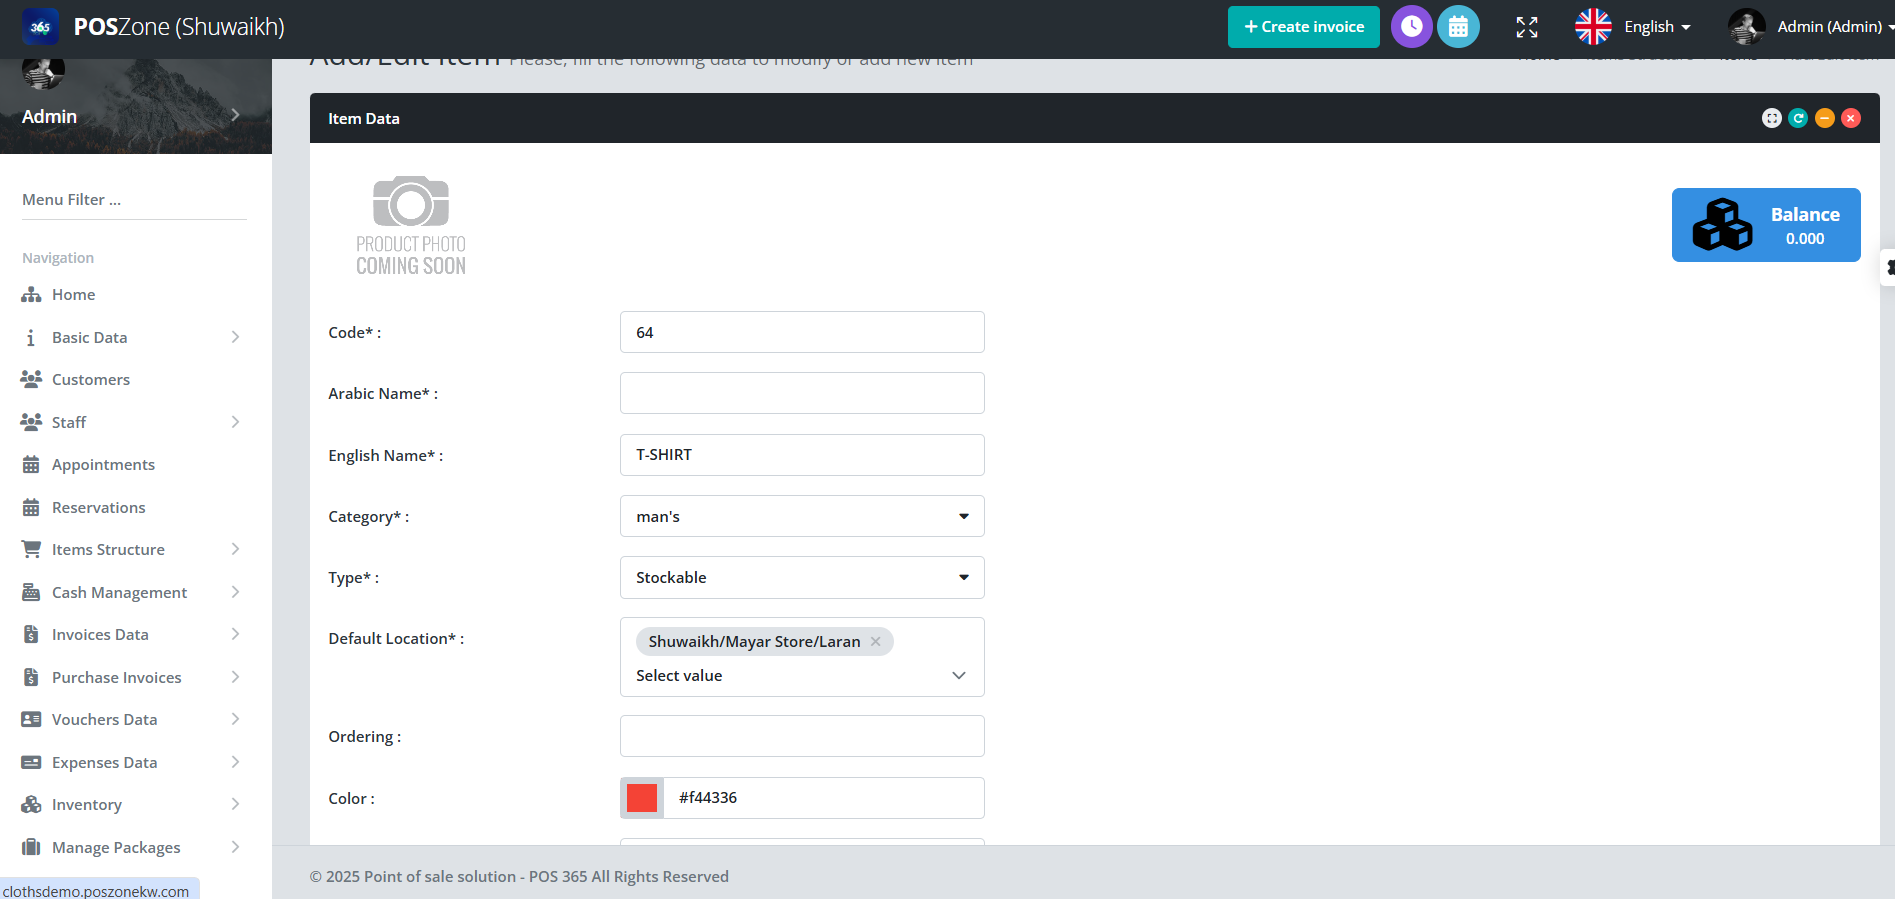 365
POSZone (Shuwaikh)
+ Create invoice
English
Admin (Admin)
Add/Edit Item Please, fill the following data to modify or add new item
Admin
Menu Filter ...
Navigation
Home
Basic Data
Customers
Staff
Appointments
Reservations
Items Structure
Cash Management
Invoices Data
Purchase Invoices
Vouchers Data
Expenses Data
Inventory
Manage Packages
clothsdemo.poszonekw.com
Item Data
PRODUCT PHOTO
COMING SOON
Balance
0.000
Code* :
64
Arabic Name* :
English Name* :
T-SHIRT
Category* :
man's
Type* :
Stockable
Default Location* :
Shuwaikh/Mayar Store/Laran ×
Select value
Ordering :
Color :
#f44336
© 2025 Point of sale solution - POS 365 All Rights Reserved